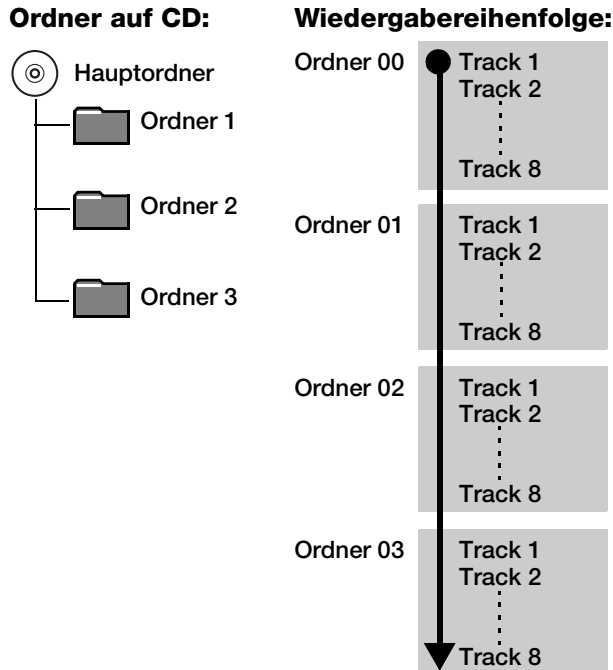 Ordner auf CD:
Hauptordner
Ordner 1
Ordner 2
Ordner 3
Wiedergabereihenfolge:
Ordner 00
Track 1
Track 2
Track 8
Ordner 01
Track 1
Track 2
Track 8
Ordner 02
Track 1
Track 2
Track 8
Ordner 03
Track 1
Track 2
Track 8